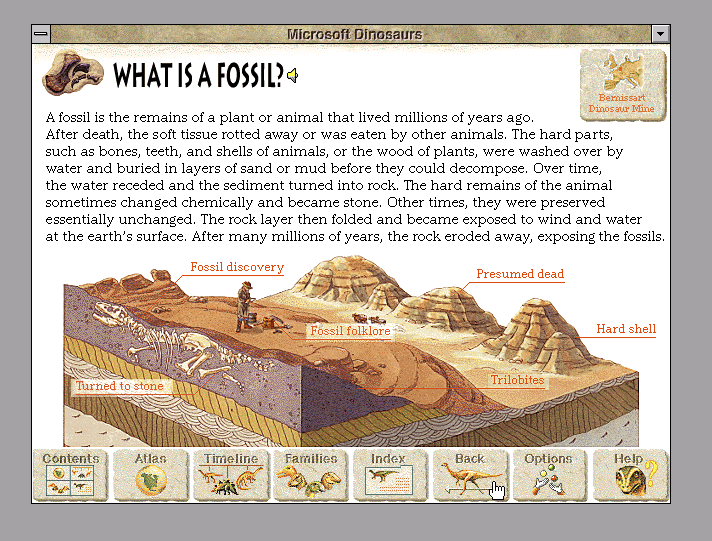 Microsoft Dinosaurs
WHAT IS A FOSSIL?
Bernissart
Dinosaur Mine
A fossil is the remains of a plant or animal that lived millions of years ago.
After death, the soft tissue rotted away or was eaten by other animals. The hard parts,
such as bones, teeth, and shells of animals, or the wood of plants, were washed over by
water and buried in layers of sand or mud before they could decompose. Over time,
the water receded and the sediment turned into rock. The hard remains of the animal
sometimes changed chemically and became stone. Other times, they were preserved
essentially unchanged. The rock layer then folded and became exposed to wind and water
at the earth's surface. After many millions of years, the rock eroded away, exposing the fossils.
Fossil discovery
Presumed dead
Fossil folklore
Hard shell
Turned to stone
Trilobites
Contents
Atlas
Timeline
Families
Index
Back
Options
Help